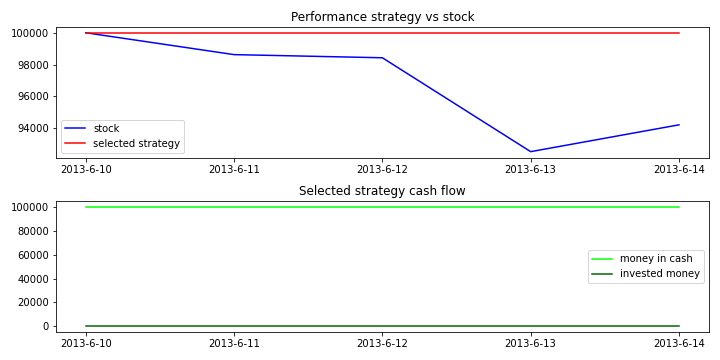 Performance strategy vs stock
100000
98000
96000
94000
stock
selected strategy
2013-6-10 2013-6-11 2013-6-12 2013-6-13 2013-6-14
Selected strategy cash flow
100000
80000
60000
40000
20000
0
money in cash
invested money
2013-6-10 2013-6-11 2013-6-12 2013-6-13 2013-6-14